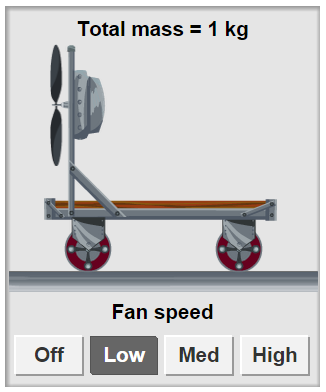 Total mass = 1 kg
Fan speed
Off Low Med High